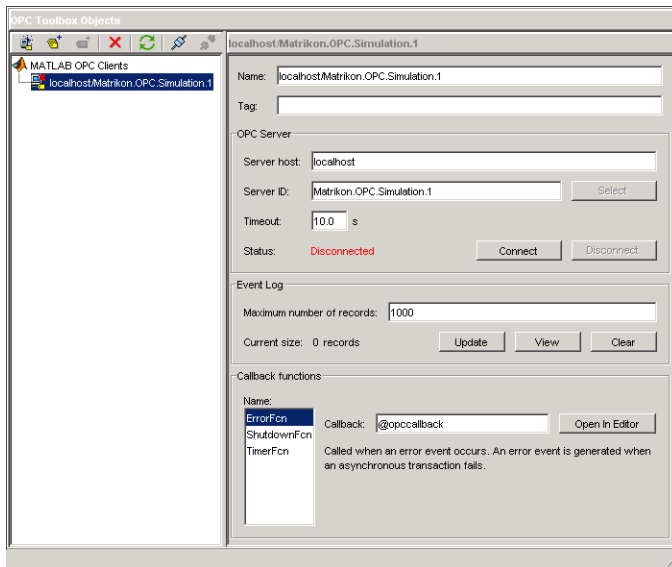 OPC Toolbox Objects
MATLAB OPC Clients
localhost/Matrikon.OPC.Simulation.1
localhost/Matrikon.OPC.Simulation.1
Name: localhost/Matrikon.OPC.Simulation.1
Tag:
OPC Server
Server host: localhost
Server ID: Matrikon.OPC.Simulation.1 Select
Timeout: 10.0 s
Status: Disconnected Connect Disconnect
Event Log
Maximum number of records: 1000
Current size: 0 records Update View Clear
Callback functions
Name:
ErrorFcn
ShutdownFcn
TimerFcn
Callback: @opccallback Open In Editor
Called when an error event occurs. An error event is generated when
an asynchronous transaction fails.